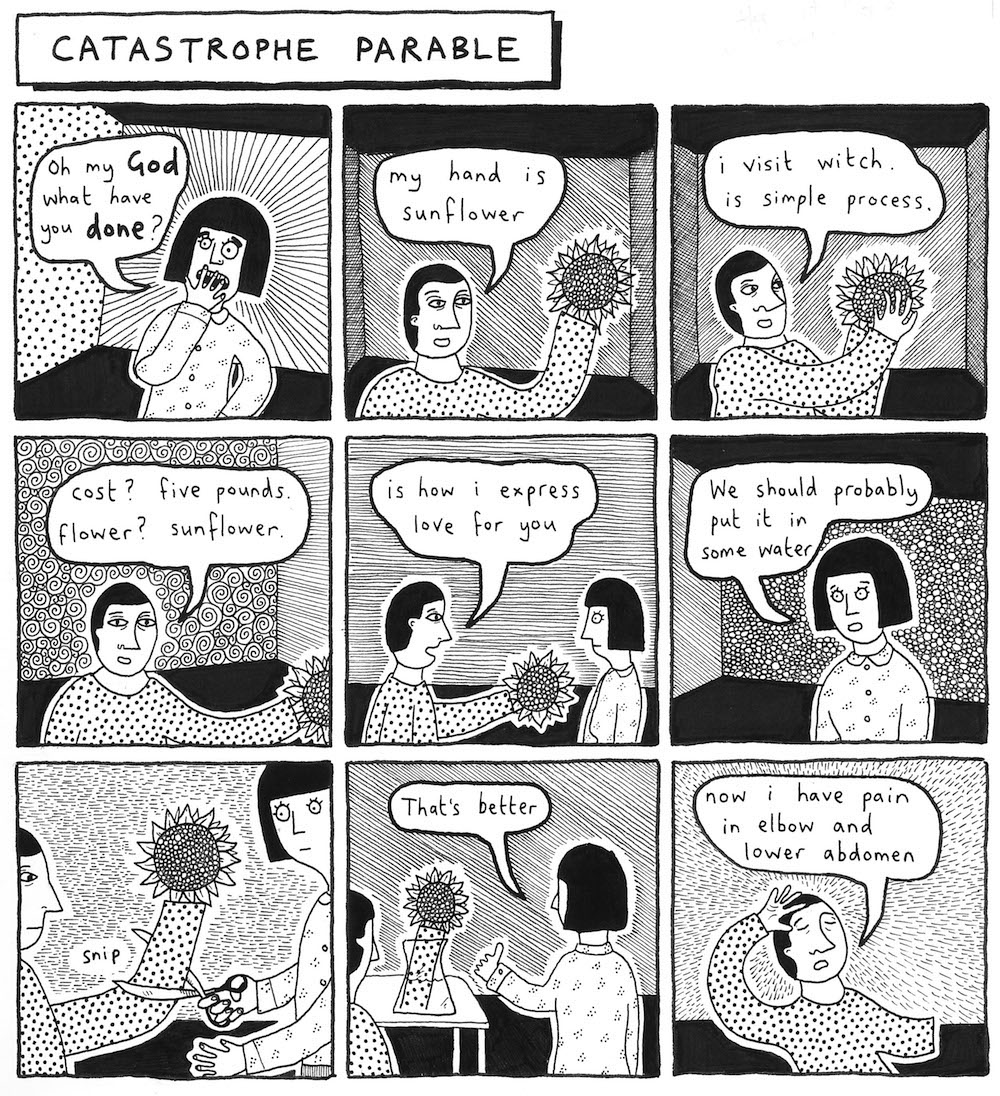 CATASTROPHE PARABLE
Oh my God
what have
you done?
my hand is
sunflower
i visit witch.
is simple process.
cost? five pounds.
flower? sunflower.
is how i express
love for you
We should probably
put it in
some water
snip
That's better
now i have pain
in elbow and
lower abdomen